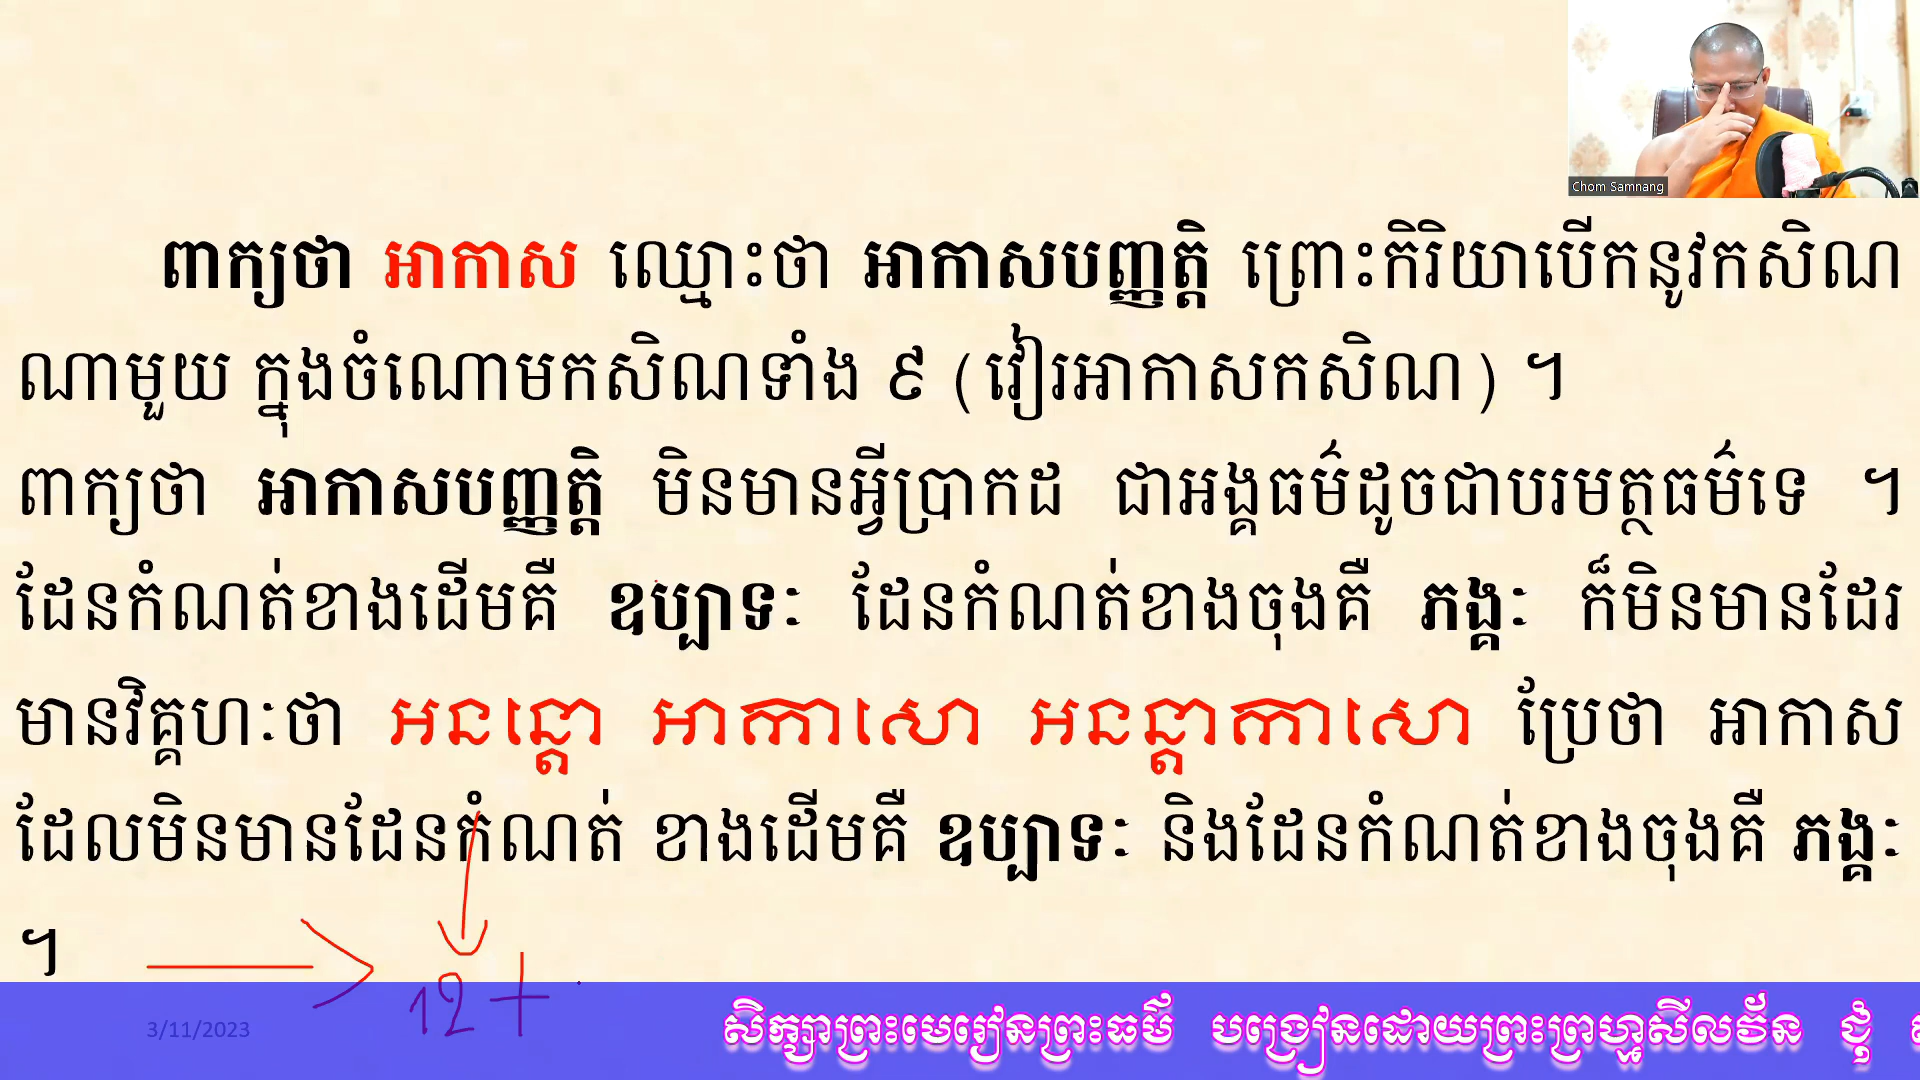 Chom Samnang
ពាក្យថា អាកាស ឈ្មោះថា អាកាសបញ្ញត្តិ ព្រោះកិរិយាបើកនូវកសិណ
ណាមួយ ក្នុងចំណោមកសិណទាំង ៩ (វៀរអាកាសកសិណ) ។
ពាក្យថា អាកាសបញ្ញត្តិ មិនមានអ្វីប្រាកដ ជាអង្គធម៌ដូចជាបរមត្ថធម៌ទេ ។
ដែនកំណត់ខាងដើមគឺ ឧប្បាទៈ ដែនកំណត់ខាងចុងគឺ ភង្គៈ ក៏មិនមានដែរ
មានវិគ្គហៈថា អនន្តោ អាកាសោ អនន្តាកាសោ ប្រែថា អាកាស
ដែលមិនមានដែនកំណត់ ខាងដើមគឺ ឧប្បាទៈ និងដែនកំណត់ខាងចុងគឺ ភង្គៈ
។
12+
3/11/2023
សិក្សាព្រះមេរៀនព្រះធម៌ បង្រៀនដោយព្រះព្រហ្មសីលវ័ន ជុំ